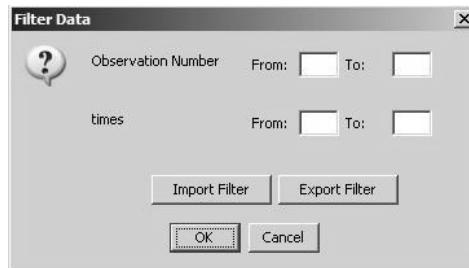 Filter Data
Observation Number From: To:
times From: To:
Import Filter Export Filter
OK Cancel